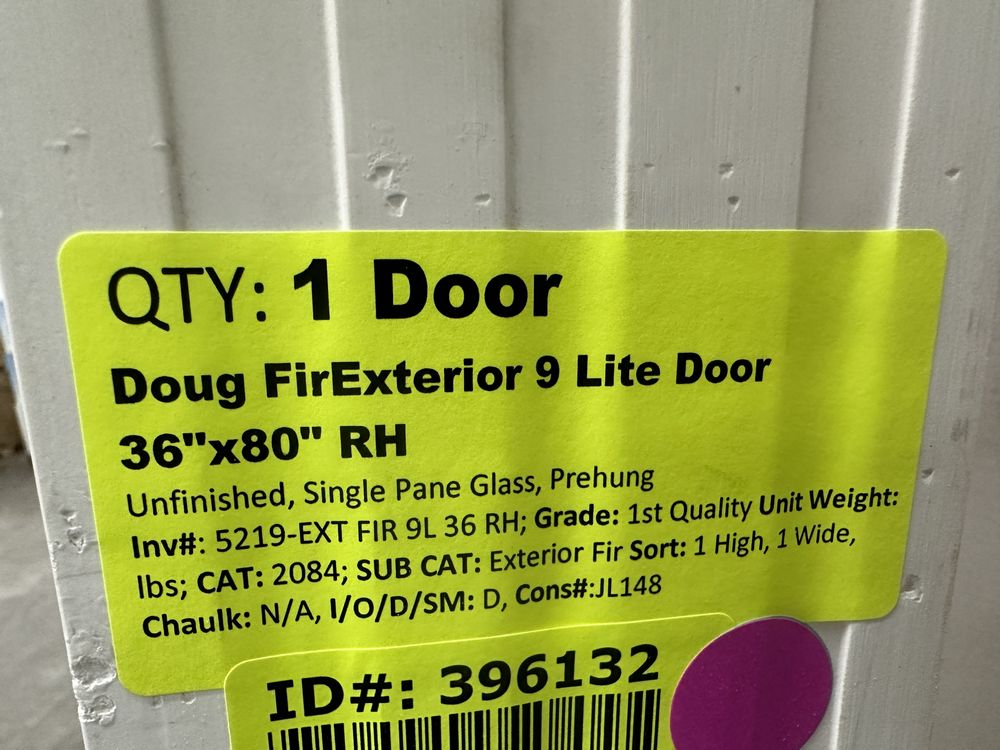 QTY: 1 Door
Doug FirExterior 9 Lite Door
36"x80" RH
Unfinished, Single Pane Glass, Prehung
Inv#: 5219-EXT FIR 9L 36 RH; Grade: 1st Quality Unit Weight:
lbs; CAT: 2084; SUB CAT: Exterior Fir Sort: 1 High, 1 Wide,
Chaulk: N/A, I/O/D/SM: D, Cons#:JL148
ID#: 396132